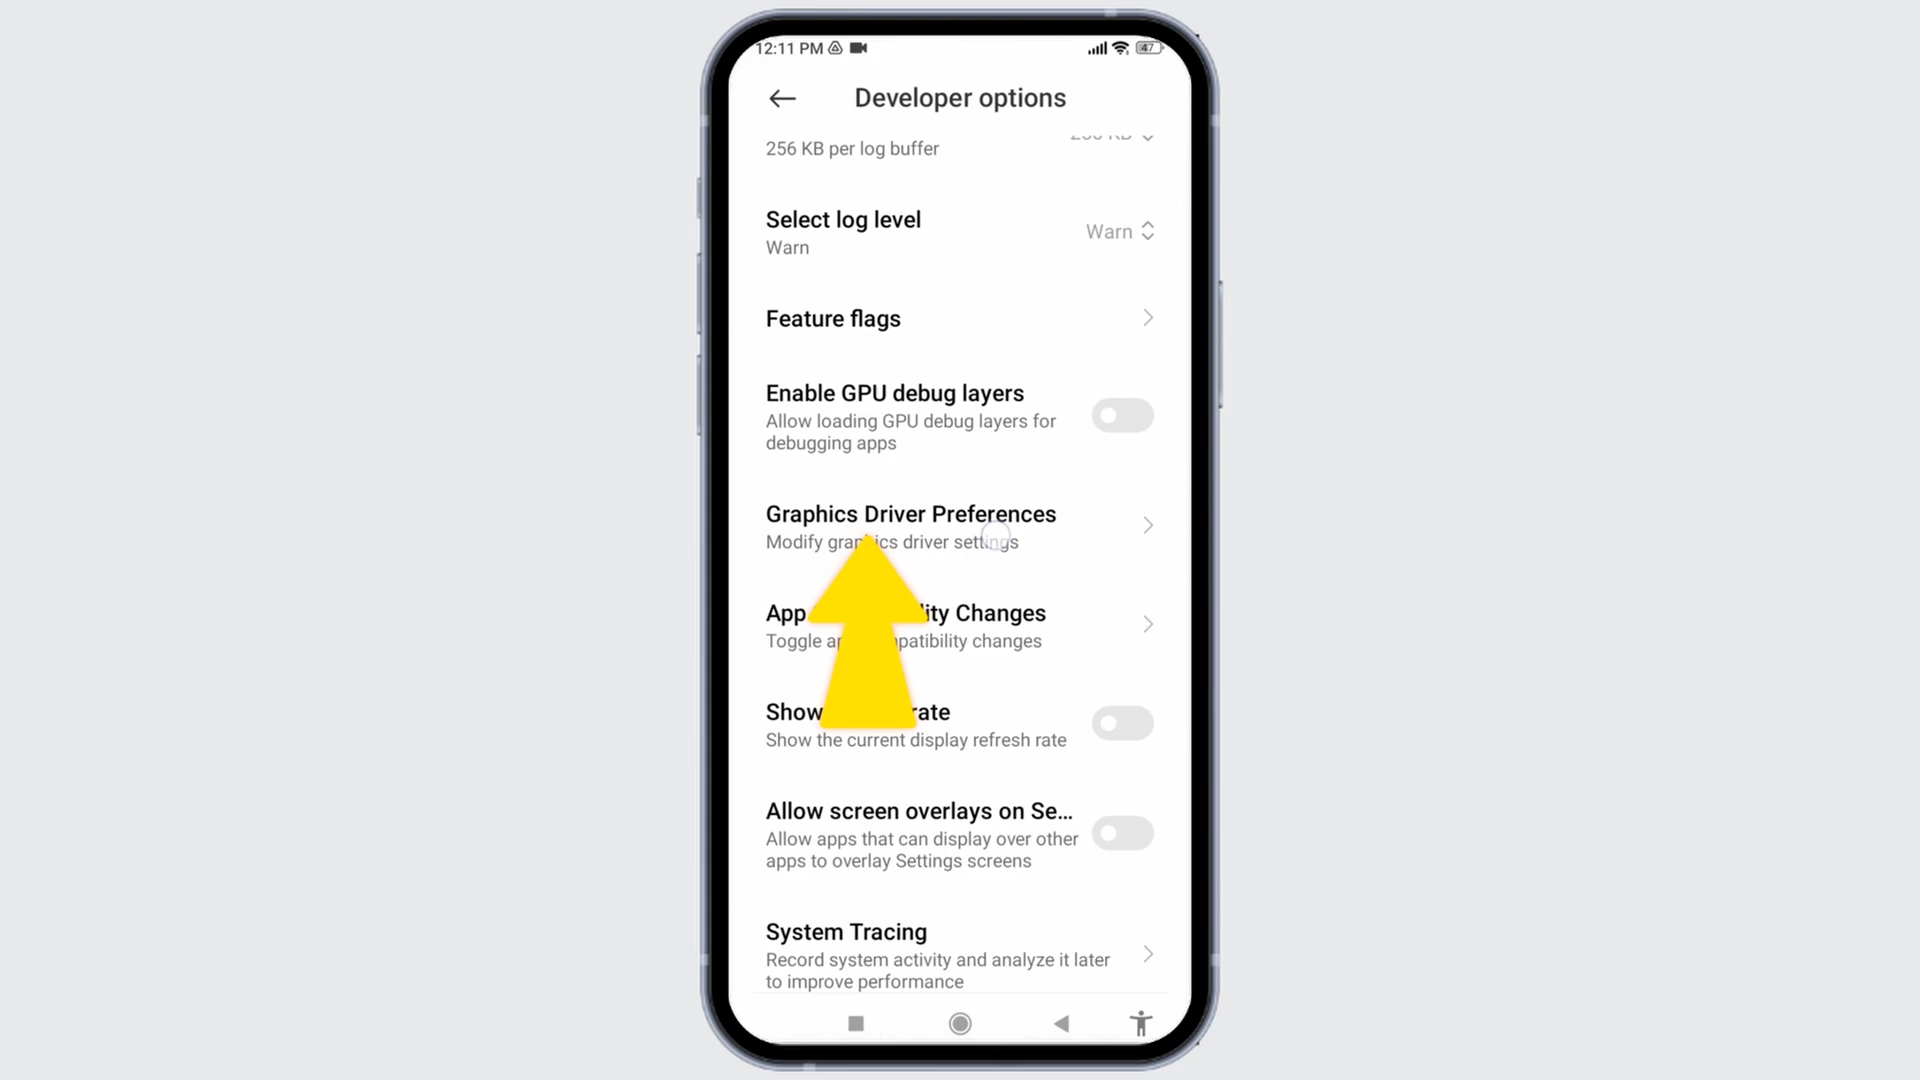 12:11 PM 47
Developer options
256 KB per log buffer
Select log level
Warn
Warn
Feature flags
Enable GPU debug layers
Allow loading GPU debug layers for
debugging apps
Graphics Driver Preferences
Modify graphics driver settings
App lity Changes
Toggle patibility changes
Show rate
Show the current display refresh rate
Allow screen overlays on Se...
Allow apps that can display over other
apps to overlay Settings screens
System Tracing
Record system activity and analyze it later
to improve performance